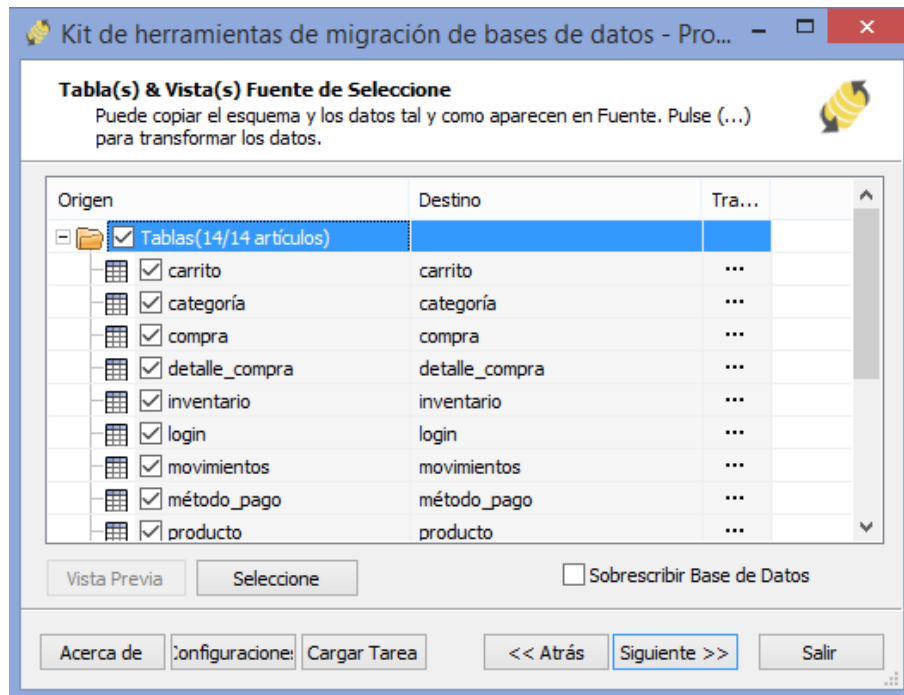 Kit de herramientas de migración de bases de datos - Pro...
Tabla(s) & Vista(s) Fuente de Seleccione
Puede copiar el esquema y los datos tal y como aparecen en Fuente. Pulse (...)
para transformar los datos.
Origen Destino Tra...
Tablas(14/14 artículos)
carrito carrito ...
categoría categoría ...
compra compra ...
detalle_compra detalle_compra ...
inventario inventario ...
login login ...
movimientos movimientos ...
método_pago método_pago ...
producto producto ...
Vista Previa Seleccione Sobrescribir Base de Datos
Acerca de Configuraciones Cargar Tarea << Atrás Siguiente >> Salir